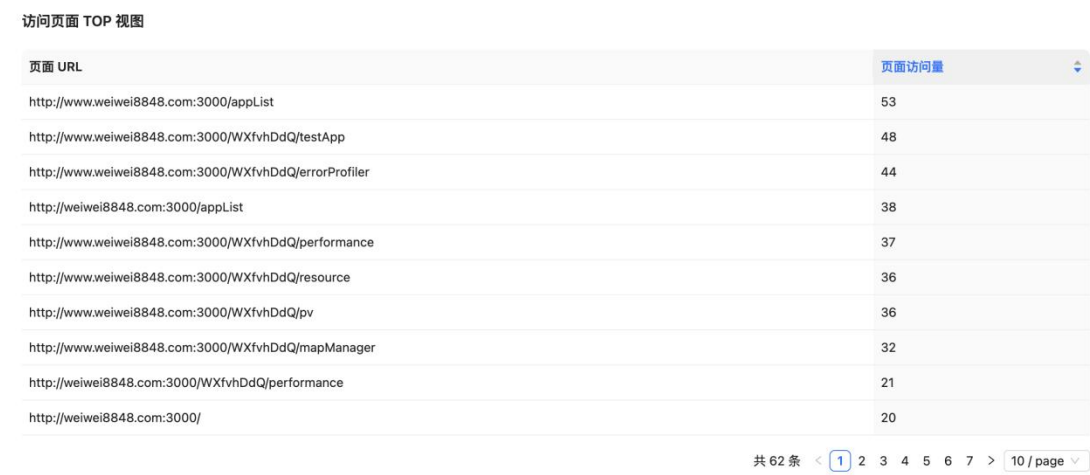 访问页面 TOP 视图
页面 URL 页面访问量
http://www.weiwei8848.com:3000/appList 53
http://www.weiwei8848.com:3000/WXfvhDdQ/testApp 48
http://www.weiwei8848.com:3000/WXfvhDdQ/errorProfiler 44
http://weiwei8848.com:3000/appList 38
http://www.weiwei8848.com:3000/WXfvhDdQ/performance 37
http://www.weiwei8848.com:3000/WXfvhDdQ/resource 36
http://www.weiwei8848.com:3000/WXfvhDdQ/pv 36
http://www.weiwei8848.com:3000/WXfvhDdQ/mapManager 32
http://weiwei8848.com:3000/WXfvhDdQ/performance 21
http://weiwei8848.com:3000/ 20
共 62 条 < 1 2 3 4 5 6 7 > 10 / page